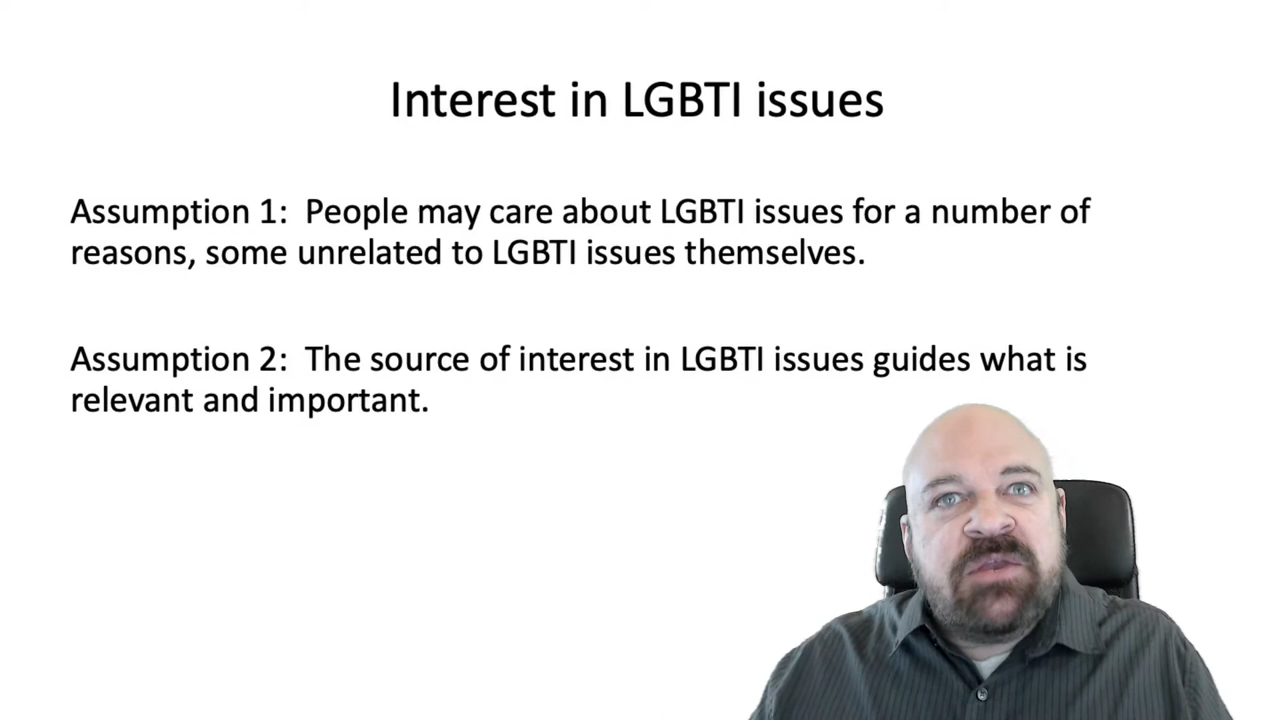 Interest in LGBTI issues
Assumption 1:  People may care about LGBTI issues for a number of
reasons, some unrelated to LGBTI issues themselves.
Assumption 2:  The source of interest in LGBTI issues guides what is
relevant and important.